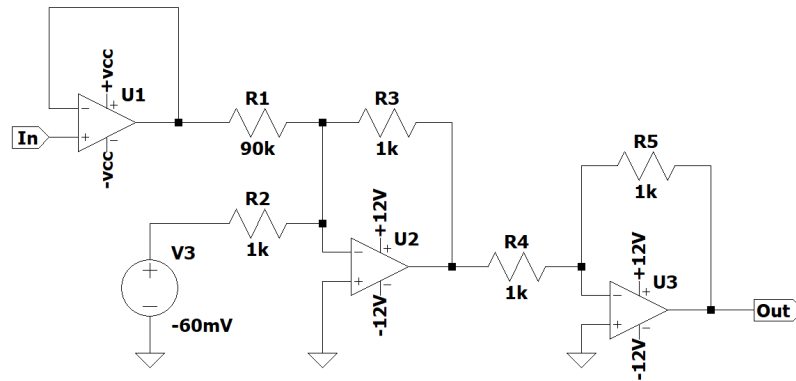 +vcc
U1
In
-vcc
R1
90k
R3
1k
R2
1k
V3
-60mV
+12V
U2
-12V
R4
1k
R5
1k
+12V
U3
-12V
Out